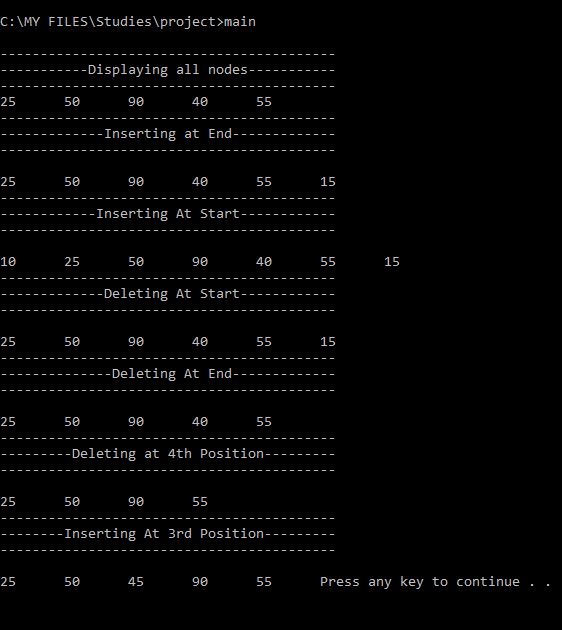 C:\MY FILES\Studies\project>main
------------------------------------------
-----------Displaying all nodes-----------
------------------------------------------
25      50      90      40      55
------------------------------------------
-------------Inserting at End-------------
------------------------------------------
25      50      90      40      55      15
------------------------------------------
------------Inserting At Start------------
------------------------------------------
10      25      50      90      40      55      15
------------------------------------------
-------------Deleting At Start------------
------------------------------------------
25      50      90      40      55      15
------------------------------------------
--------------Deleting At End-------------
------------------------------------------
25      50      90      40      55
------------------------------------------
---------Deleting at 4th Position---------
------------------------------------------
25      50      90      55
------------------------------------------
--------Inserting At 3rd Position---------
------------------------------------------
25      50      45      90      55      Press any key to continue . .